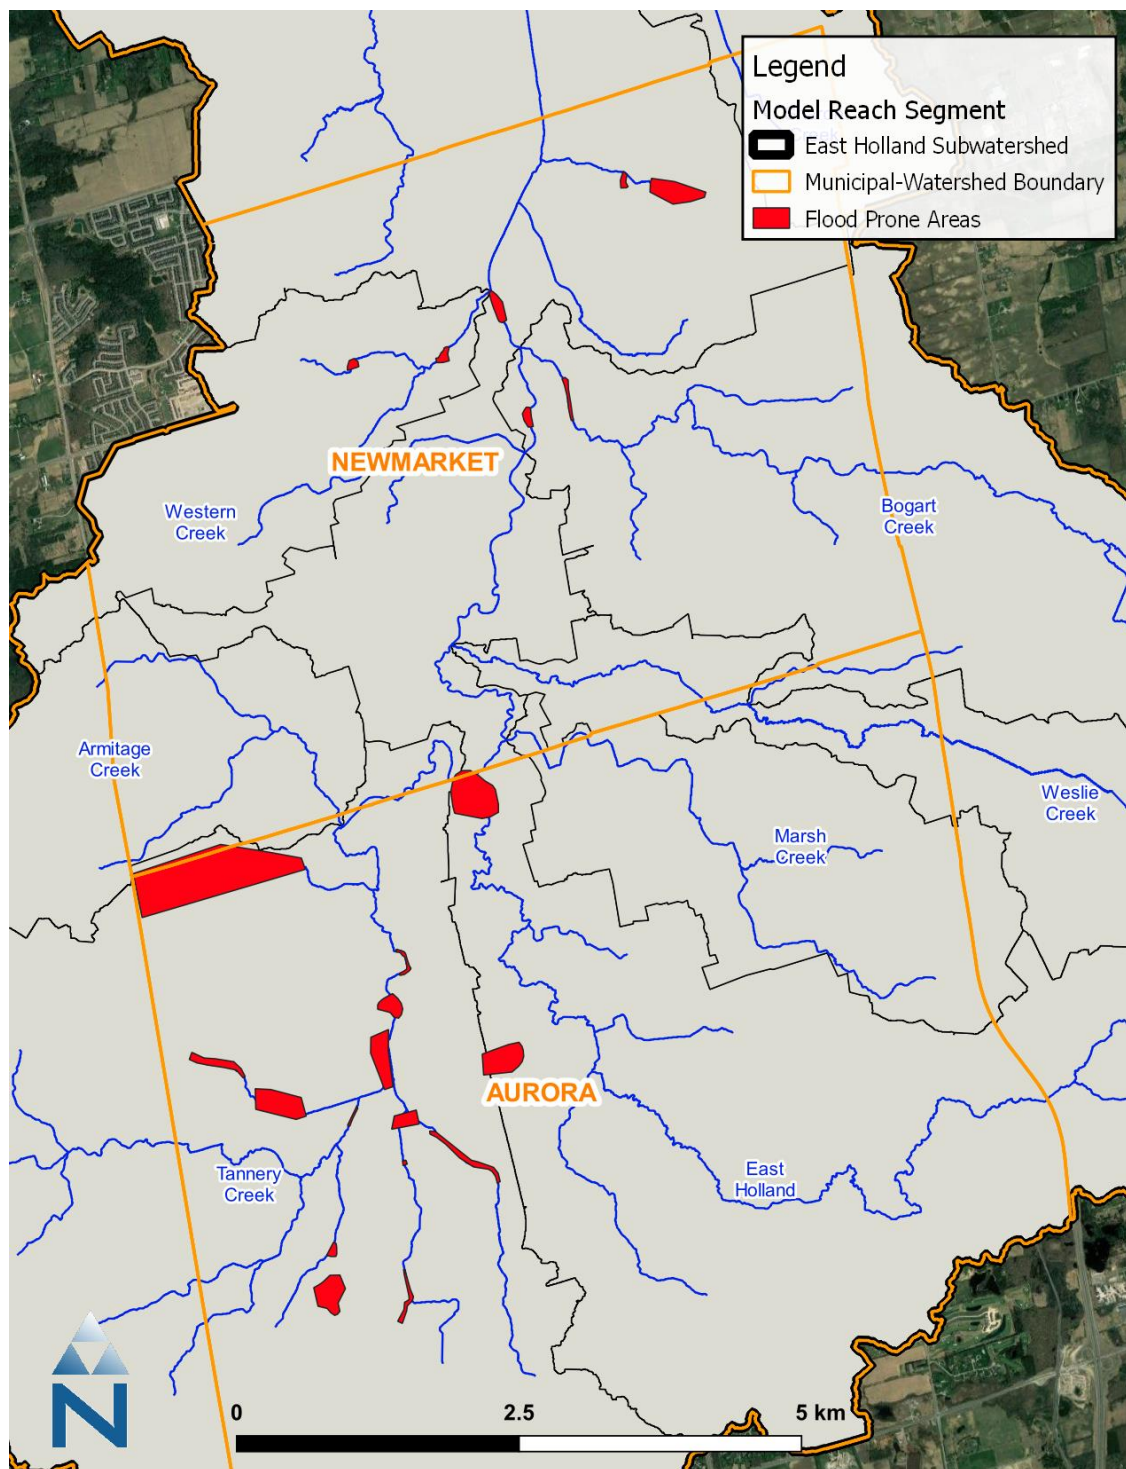 Legend
Model Reach Segment
East Holland Subwatershed
Municipal-Watershed Boundary
Flood Prone Areas
Creek
NEWMARKET
Western
Creek
Bogart
Creek
Armitage
Creek
Weslie
Creek
Marsh
Creek
AURORA
Tannery
Creek
East
Holland
N
0 2.5 5 km